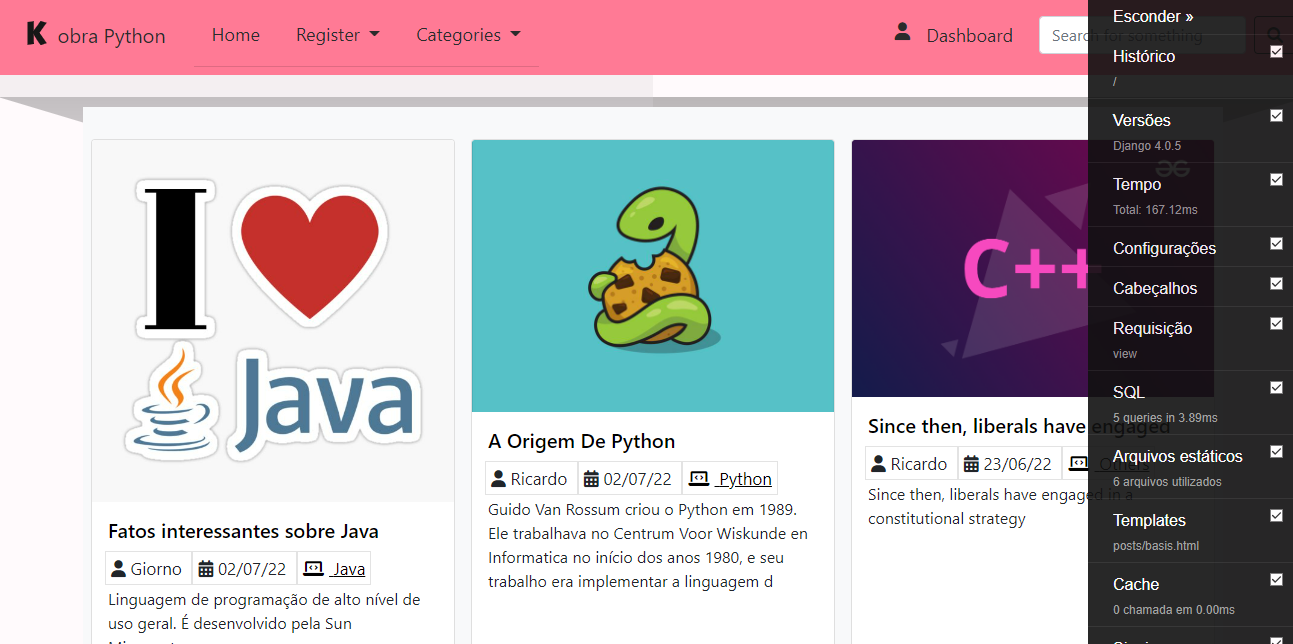 K obra Python
Home
Register
Categories
Dashboard
Search for something
I
Java
Fatos interessantes sobre Java
Giorno
02/07/22
Java
Linguagem de programação de alto nível de
uso geral. É desenvolvido pela Sun
A Origem De Python
Ricardo
02/07/22
Python
Guido Van Rossum criou o Python em 1989.
Ele trabalhava no Centrum Voor Wiskunde en
Informatica no início dos anos 1980, e seu
trabalho era implementar a linguagem d
C++
Since then, liberals have engaged
Ricardo
23/06/22
Others
Since then, liberals have engaged in a
constitutional strategy
Esconder »
Histórico
/
Versões
Django 4.0.5
Tempo
Total: 167.12ms
Configurações
Cabeçalhos
Requisição
view
SQL
5 queries in 3.89ms
Arquivos estáticos
6 arquivos utilizados
Templates
posts/basis.html
Cache
0 chamada em 0.00ms